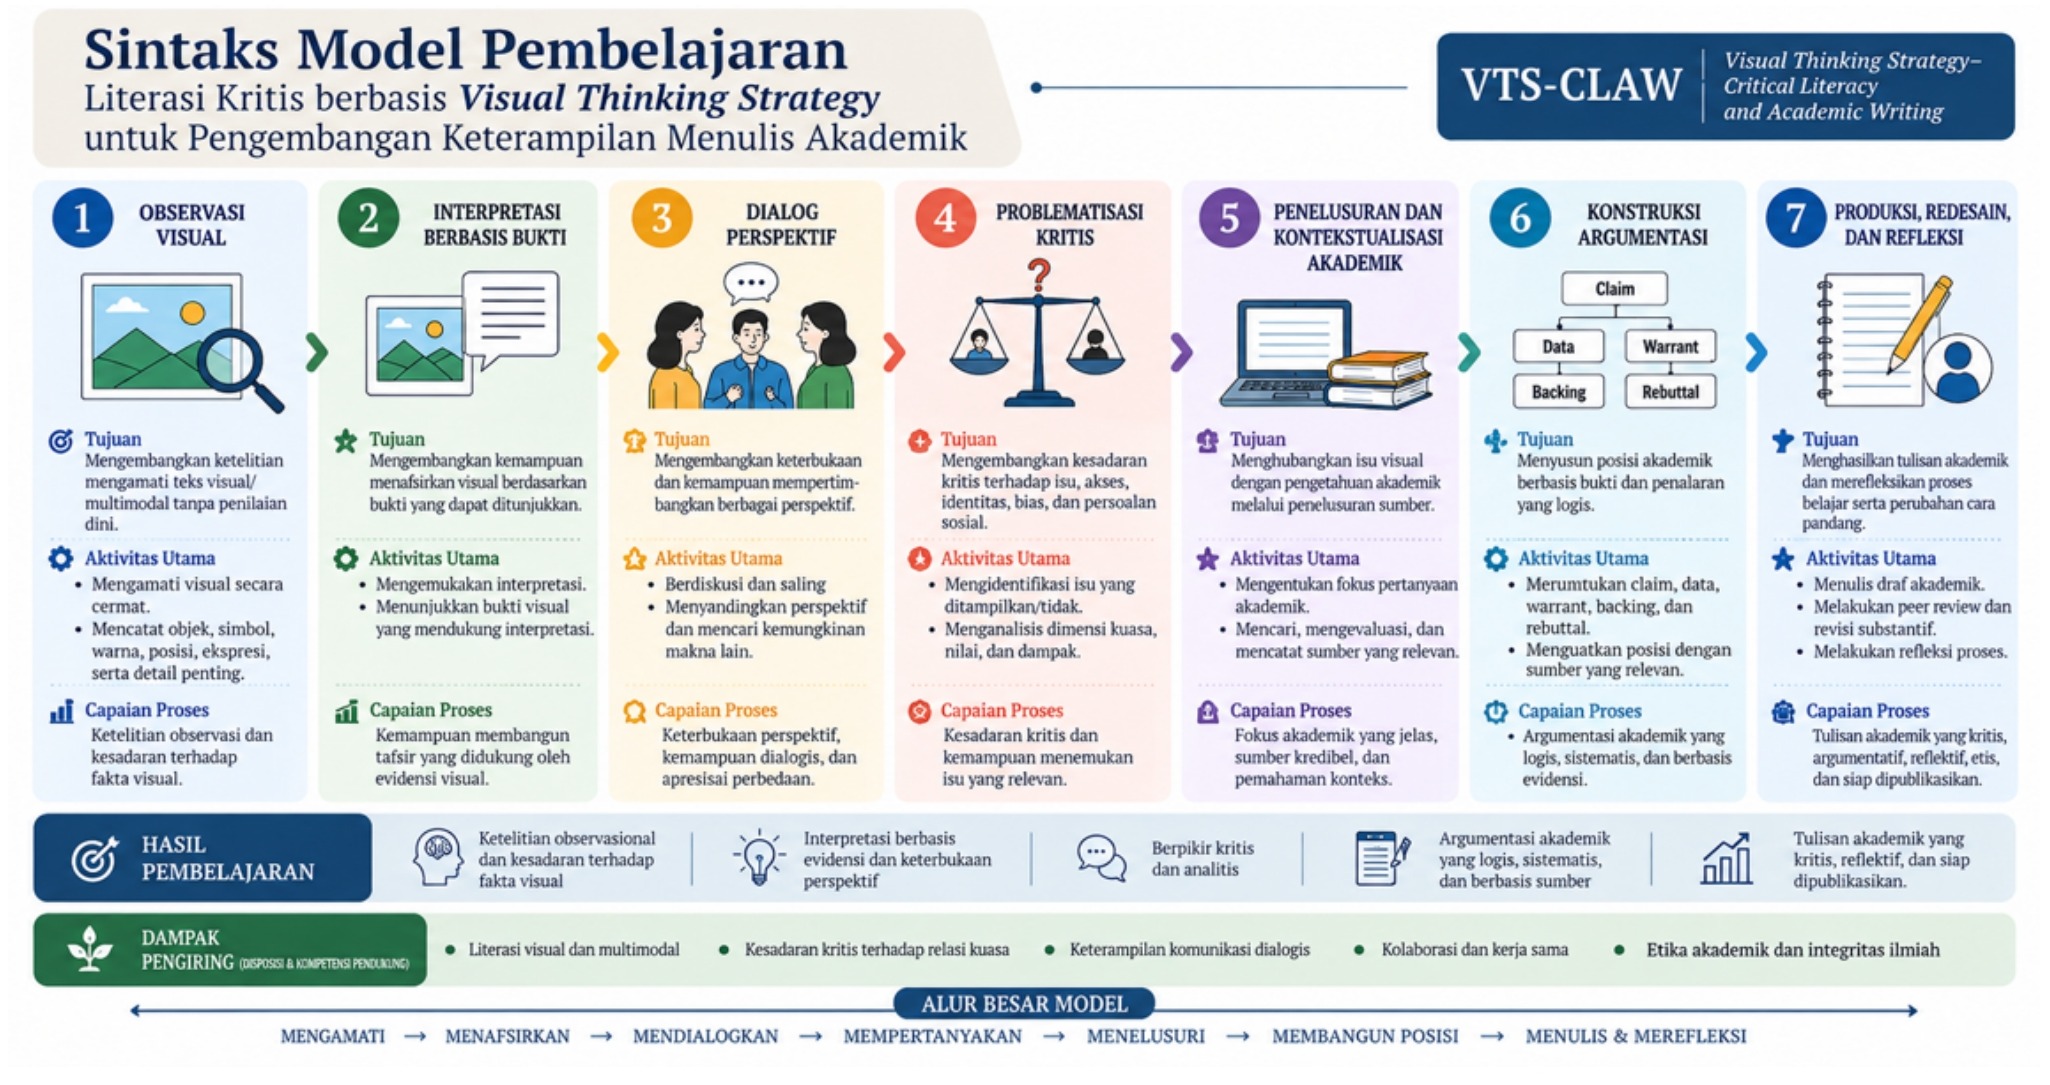 Sintaks Model Pembelajaran
Literasi Kritis berbasis Visual Thinking Strategy
untuk Pengembangan Keterampilan Menulis Akademik
VTS-CLAW
Visual Thinking Strategy–
Critical Literacy
and Academic Writing
1
OBSERVASI
VISUAL
Tujuan
Mengembangkan ketelitian
mengamati teks visual/
multimodal tanpa penilaian
dini.
Aktivitas Utama
• Mengamati visual secara
cermat.
• Mencatat objek, simbol,
warna, posisi, ekspresi,
serta detail penting.
Capaian Proses
Ketelitian observasi dan
kesadaran terhadap
fakta visual.
2
INTERPRETASI
BERBASIS BUKTI
Tujuan
Mengembangkan kemampuan
menafsirkan visual berdasarkan
bukti yang dapat ditunjukkan.
Aktivitas Utama
• Mengemukakan interpretasi.
• Menunjukkan bukti visual
yang mendukung interpretasi.
Capaian Proses
Kemampuan membangun
tafsir yang didukung oleh
evidensi visual.
3
DIALOG
PERSPEKTIF
Tujuan
Mengembangkan keterbukaan
dan kemampuan mempertim-
bangkan berbagai perspektif.
Aktivitas Utama
• Berdiskusi dan saling
• Menyandingkan perspektif
dan mencari kemungkinan
makna lain.
Capaian Proses
Keterbukaan perspektif,
kemampuan dialogis, dan
apresisai perbedaan.
4
PROBLEMATISASI
KRITIS
?
Tujuan
Mengembangkan kesadaran
kritis terhadap isu, akses,
identitas, bias, dan persoalan
sosial.
Aktivitas Utama
• Mengidentifikasi isu yang
ditampilkan/tidak.
• Menganalisis dimensi kuasa,
nilai, dan dampak.
Capaian Proses
Kesadaran kritis dan
kemampuan menemukan
isu yang relevan.
5
PENELUSURAN DAN
KONTEKSTUALISASI
AKADEMIK
Tujuan
Menghubangkan isu visual
dengan pengetahuan akademik
melalui penelusuran sumber.
Aktivitas Utama
• Mengentukan fokus pertanyaan
akademik.
• Mencari, mengevaluasi, dan
mencatat sumber yang relevan.
Capaian Proses
Fokus akademik yang jelas,
sumber kredibel, dan
pemahaman konteks.
6
KONSTRUKSI
ARGUMENTASI
Claim
Data
Warrant
Backing
Rebuttal
Tujuan
Menyusun posisi akademik
berbasis bukti dan penalaran
yang logis.
Aktivitas Utama
• Merumtukan claim, data,
warrant, backing, dan
rebuttal.
• Menguatkan posisi dengan
sumber yang relevan.
Capaian Proses
• Argumentasi akademik yang
logis, sistematis, dan berbasis
evidensi.
7
PRODUKSI, REDESAIN,
DAN REFLEKSI
Tujuan
Menghasilkan tulisan akademik
dan merefleksikan proses
belajar serta perubahan cara
pandang.
Aktivitas Utama
• Menulis draf akademik.
• Melakukan peer review dan
revisi substantif.
• Melakukan refleksi proses.
Capaian Proses
Tulisan akademik yang kritis,
argumentatif, reflektif, etis,
dan siap dipublikasikan.
HASIL
PEMBELAJARAN
Ketelitian observasional
dan kesadaran terhadap
fakta visual
Interpretasi berbasis
evidensi dan keterbukaan
perspektif
Berpikir kritis
dan analitis
Argumentasi akademik
yang logis, sistematis,
dan berbasis sumber
Tulisan akademik yang
kritis, reflektif, dan siap
dipublikasikan.
DAMPAK
PENGIRING (DISPOSISI & KOMPETENSI PENDUKUNG)
• Literasi visual dan multimodal
• Kesadaran kritis terhadap relasi kuasa
• Keterampilan komunikasi dialogis
• Kolaborasi dan kerja sama
• Etika akademik dan integritas ilmiah
ALUR BESAR MODEL
MENGAMATI → MENAFSIRKAN → MENDIALOGKAN → MEMPERTANYAKAN → MENELUSURI → MEMBANGUN POSISI → MENULIS & MEREFLEKSI